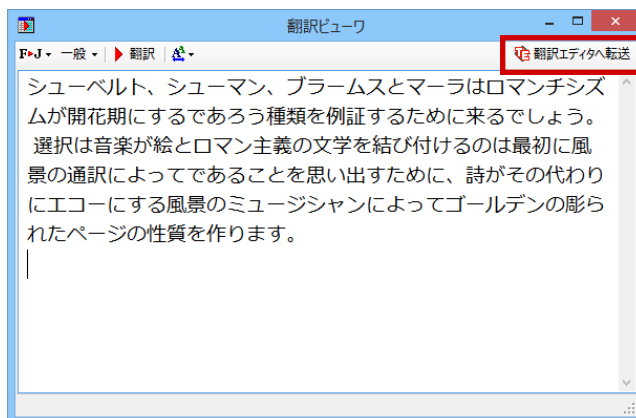 翻訳ビューワ
F▸J 一般 翻訳 A 翻訳エディタへ転送
シューベルト、シューマン、ブラームスとマーラはロマンチシズ
ムが開花期にするであろう種類を例証するために来るでしょう。
選択は音楽が絵とロマン主義の文学を結び付けるのは最初に風
景の通訳によってであることを思い出すために、詩がその代わり
にエコーにする風景のミュージシャンによってゴールデンの彫ら
れたページの性質を作ります。